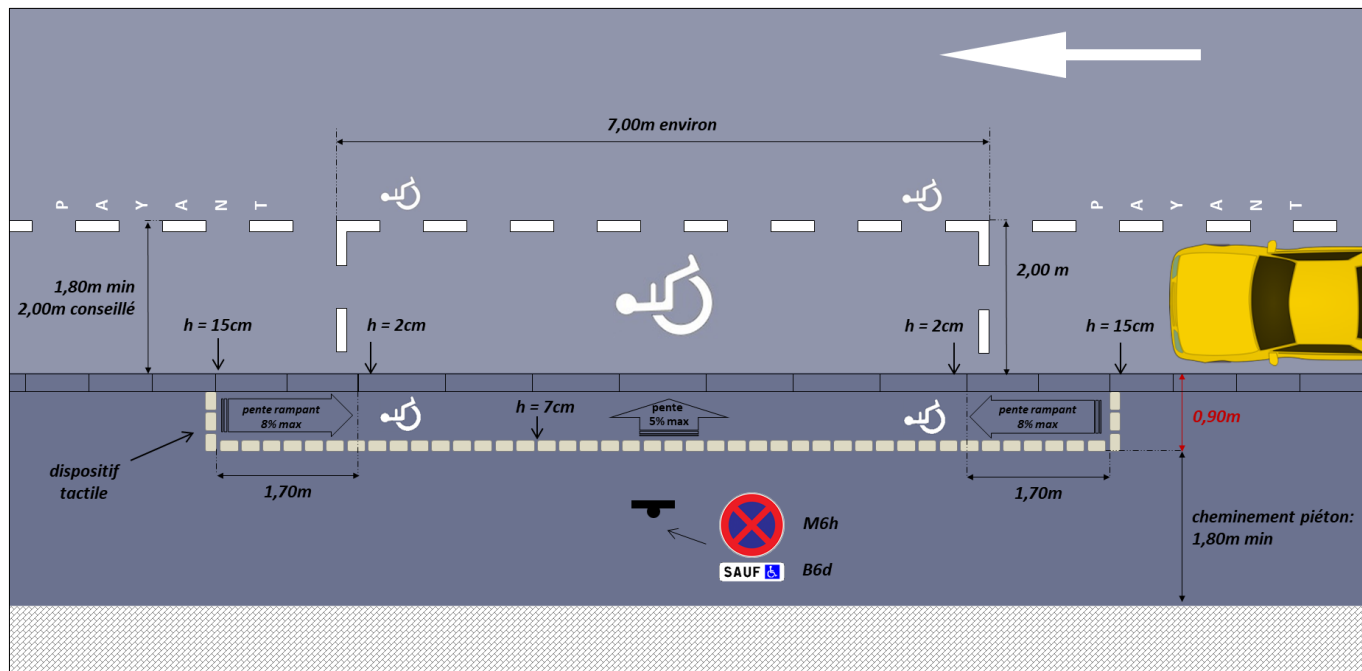 7,00m environ
P A Y A N T
P A Y A N T
1,80m min
2,00m conseillé
2,00 m
h = 15cm
h = 2cm
h = 2cm
h = 15cm
pente rampant
8% max
h = 7cm
pente
5% max
pente rampant
8% max
0,90m
dispositif
tactile
1,70m
1,70m
cheminement piéton:
1,80m min
M6h
SAUF
B6d